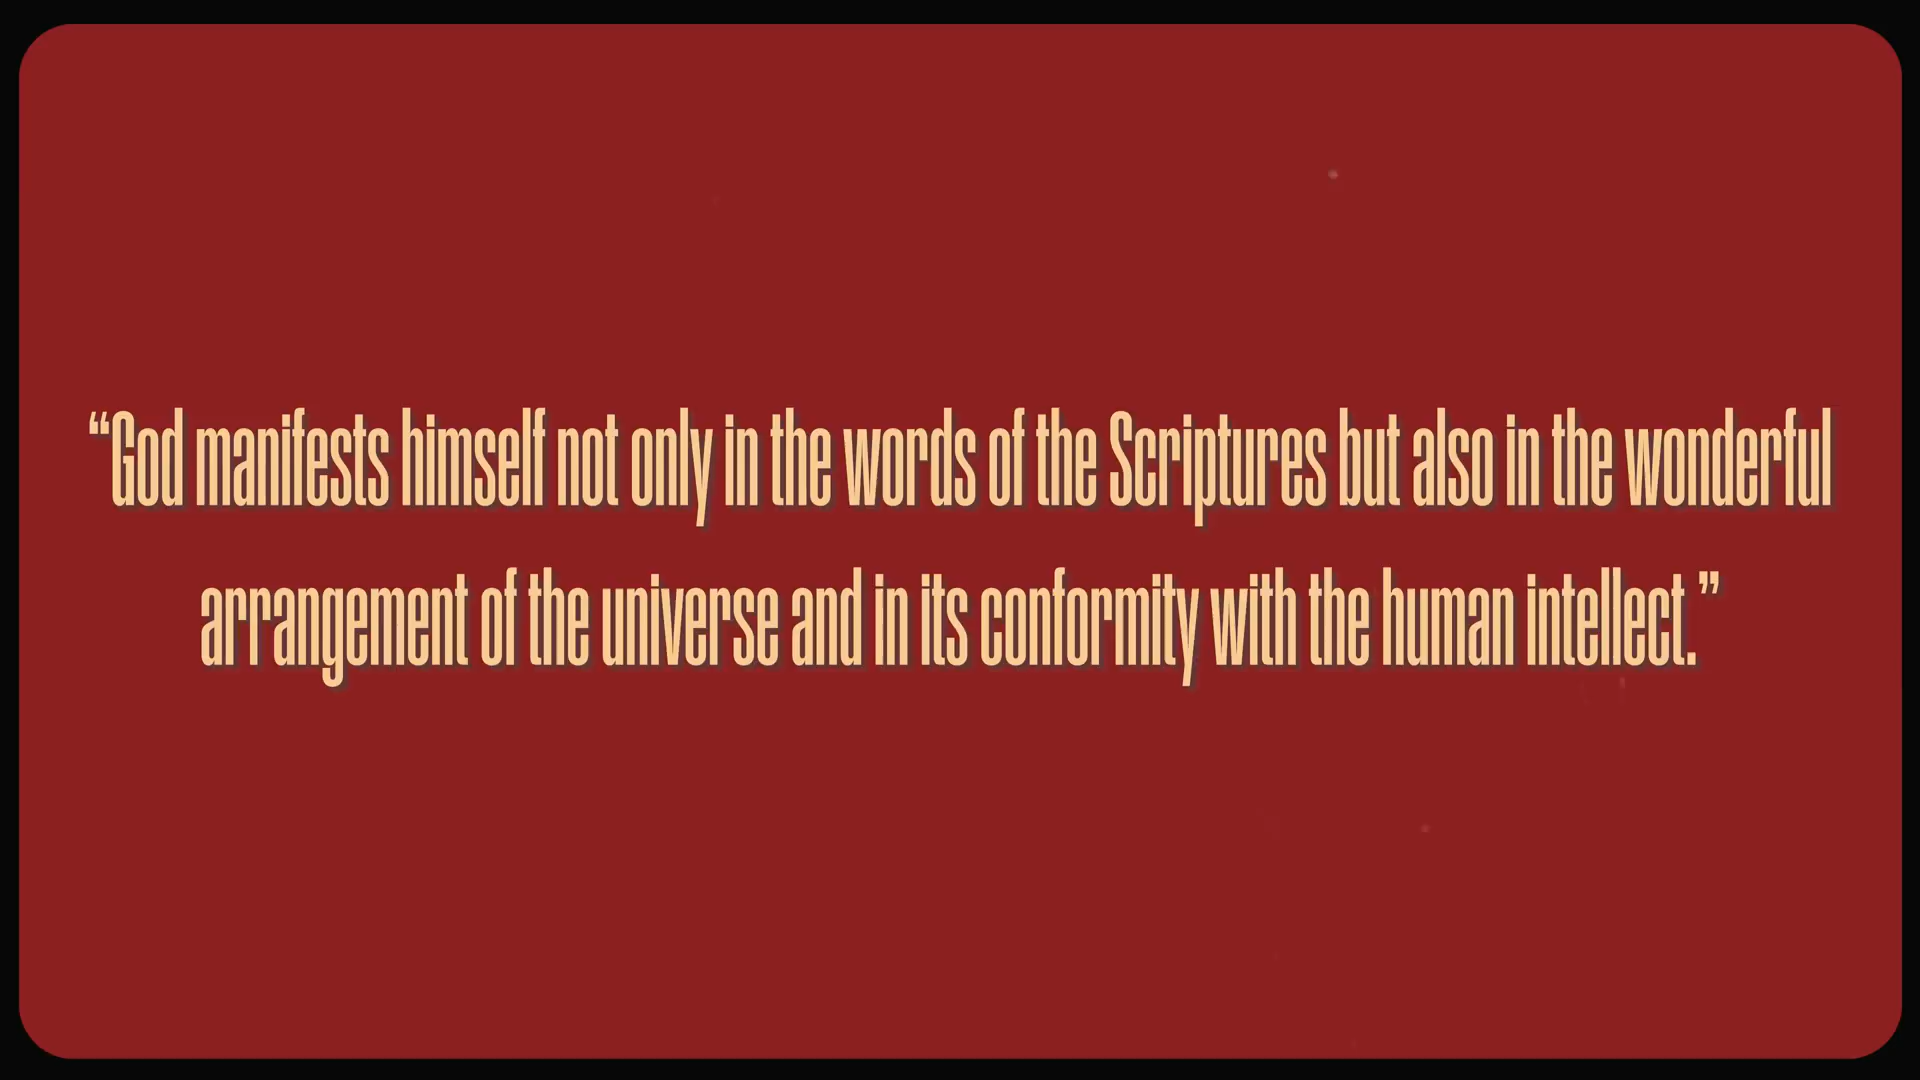 “God manifests himself not only in the words of the Scriptures but also in the wonderful
arrangement of the universe and in its conformity with the human intellect.”